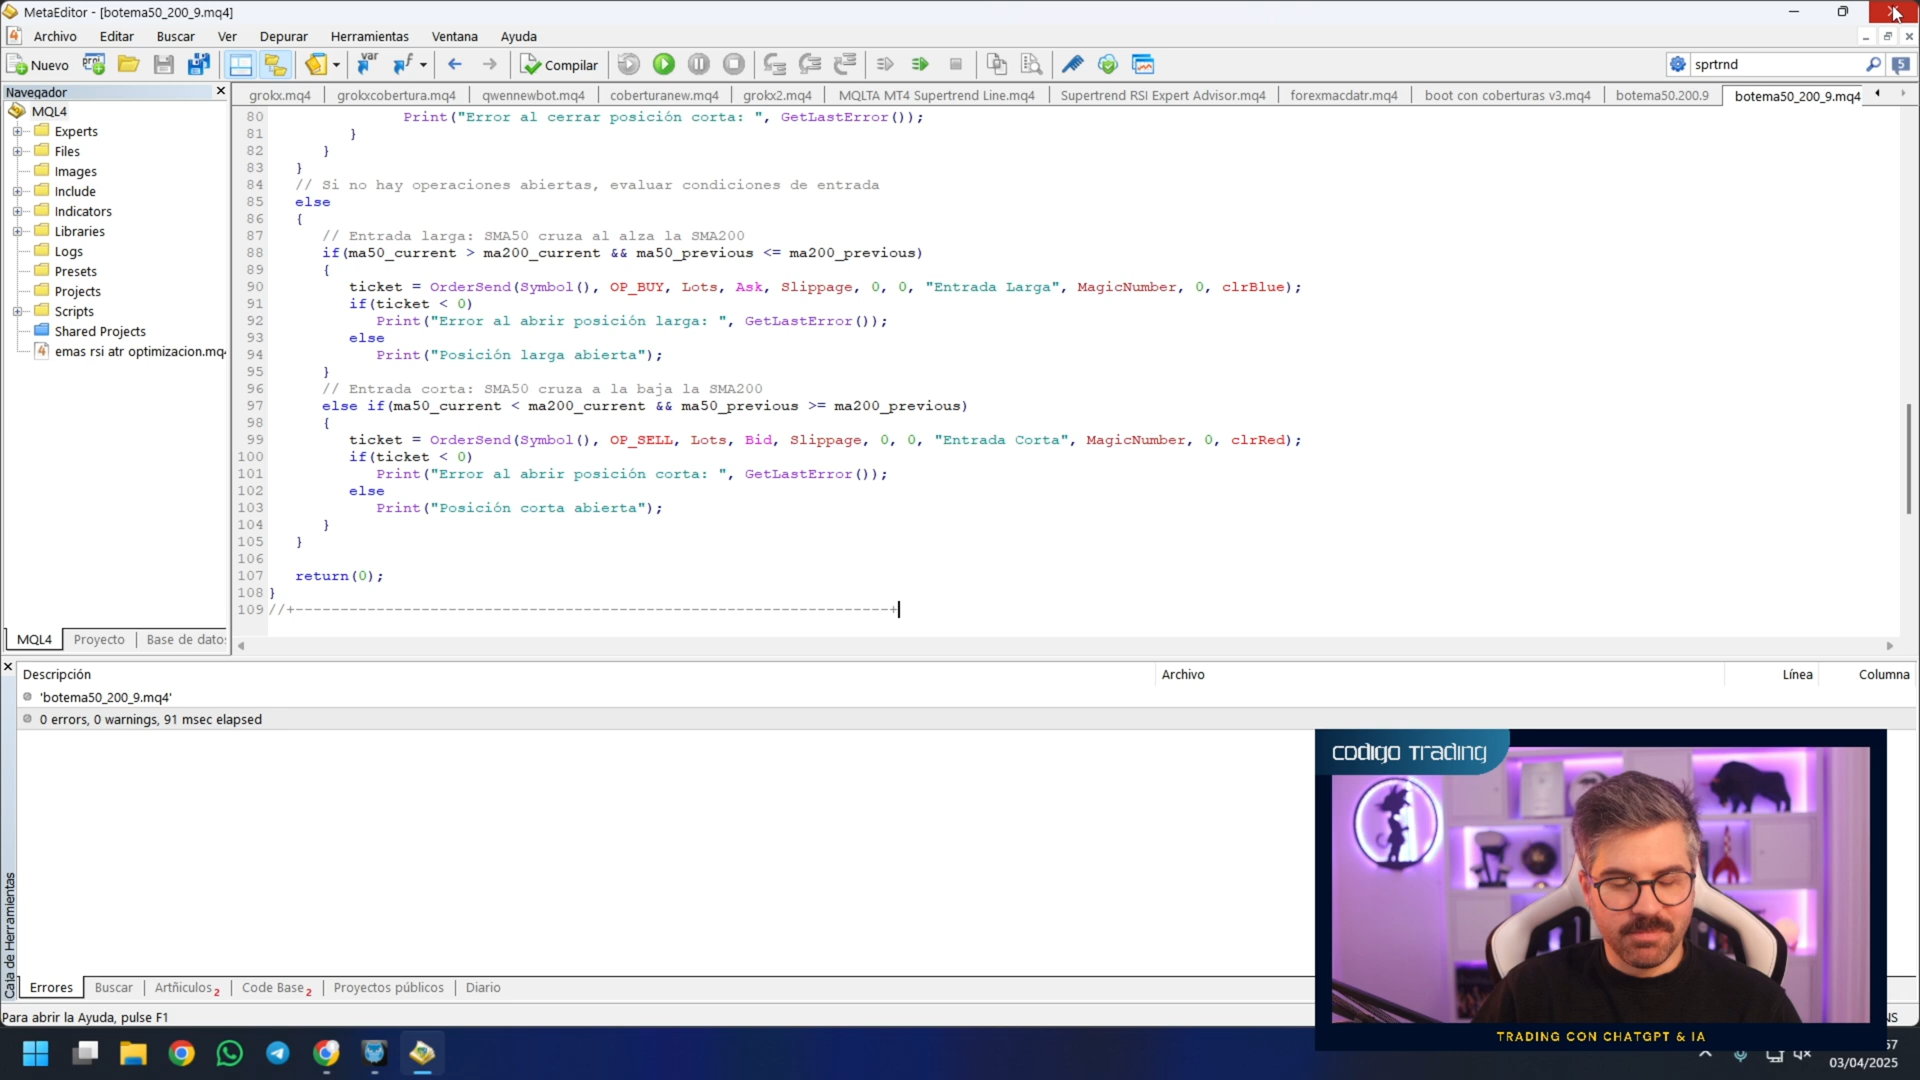 MetaEditor - [botema50_200_9.mq4]
Archivo Editar Buscar Ver Depurar Herramientas Ventana Ayuda
Nuevo Compilar sprtrnd
Navegador
grokx.mq4 grokxcobertura.mq4 qwennewbot.mq4 coberturanew.mq4 grokx2.mq4 MQLTA MT4 Supertrend Line.mq4 Supertrend RSI Expert Advisor.mq4 forexmacdatr.mq4 boot con coberturas v3.mq4 botema50.200.9 botema50_200_9.mq4
MQL4
Experts
Files
Images
Include
Indicators
Libraries
Logs
Presets
Projects
Scripts
Shared Projects
emas rsi atr optimizacion.mq
MQL4 Proyecto Base de dato
80 Print("Error al cerrar posición corta: ", GetLastError());
81 }
82 }
83 }
84 // Si no hay operaciones abiertas, evaluar condiciones de entrada
85 else
86 {
87 // Entrada larga: SMA50 cruza al alza la SMA200
88 if(ma50_current > ma200_current && ma50_previous <= ma200_previous)
89 {
90 ticket = OrderSend(Symbol(), OP_BUY, Lots, Ask, Slippage, 0, 0, "Entrada Larga", MagicNumber, 0, clrBlue);
91 if(ticket < 0)
92 Print("Error al abrir posición larga: ", GetLastError());
93 else
94 Print("Posición larga abierta");
95 }
96 // Entrada corta: SMA50 cruza a la baja la SMA200
97 else if(ma50_current < ma200_current && ma50_previous >= ma200_previous)
98 {
99 ticket = OrderSend(Symbol(), OP_SELL, Lots, Bid, Slippage, 0, 0, "Entrada Corta", MagicNumber, 0, clrRed);
100 if(ticket < 0)
101 Print("Error al abrir posición corta: ", GetLastError());
102 else
103 Print("Posición corta abierta");
104 }
105 }
106
107 return(0);
108 }
109 //+------------------------------------------------------------------+
Descripción Archivo Línea Columna
'botema50_200_9.mq4'
0 errors, 0 warnings, 91 msec elapsed
Caja de Herramientas
Errores Buscar Artñiculos 2 Code Base 2 Proyectos públicos Diario
Para abrir la Ayuda, pulse F1
codigo Trading
TRADING CON CHATGPT & IA
03/04/2025